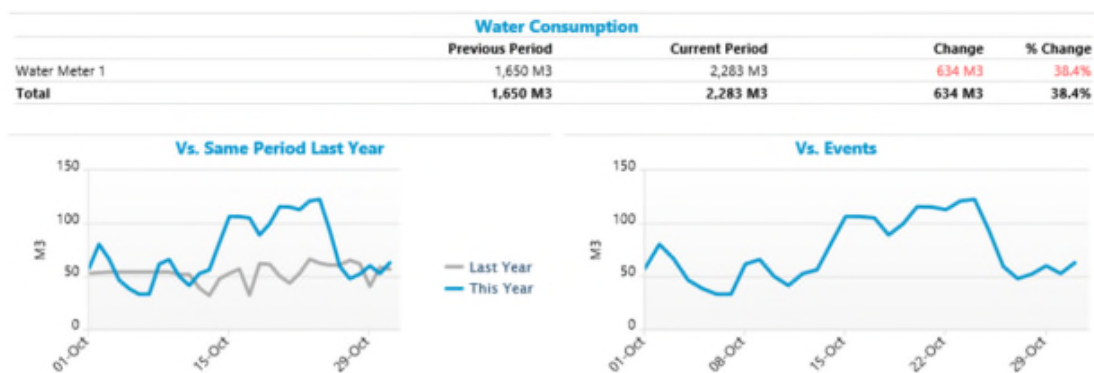 Water Consumption
Previous Period Current Period Change % Change
Water Meter 1 1,650 M3 2,283 M3 634 M3 38.4%
Total 1,650 M3 2,283 M3 634 M3 38.4%
Vs. Same Period Last Year
150
100
50
0
M3
01-Oct 15-Oct 29-Oct
Last Year
This Year
Vs. Events
150
100
50
0
M3
01-Oct 08-Oct 15-Oct 22-Oct 29-Oct